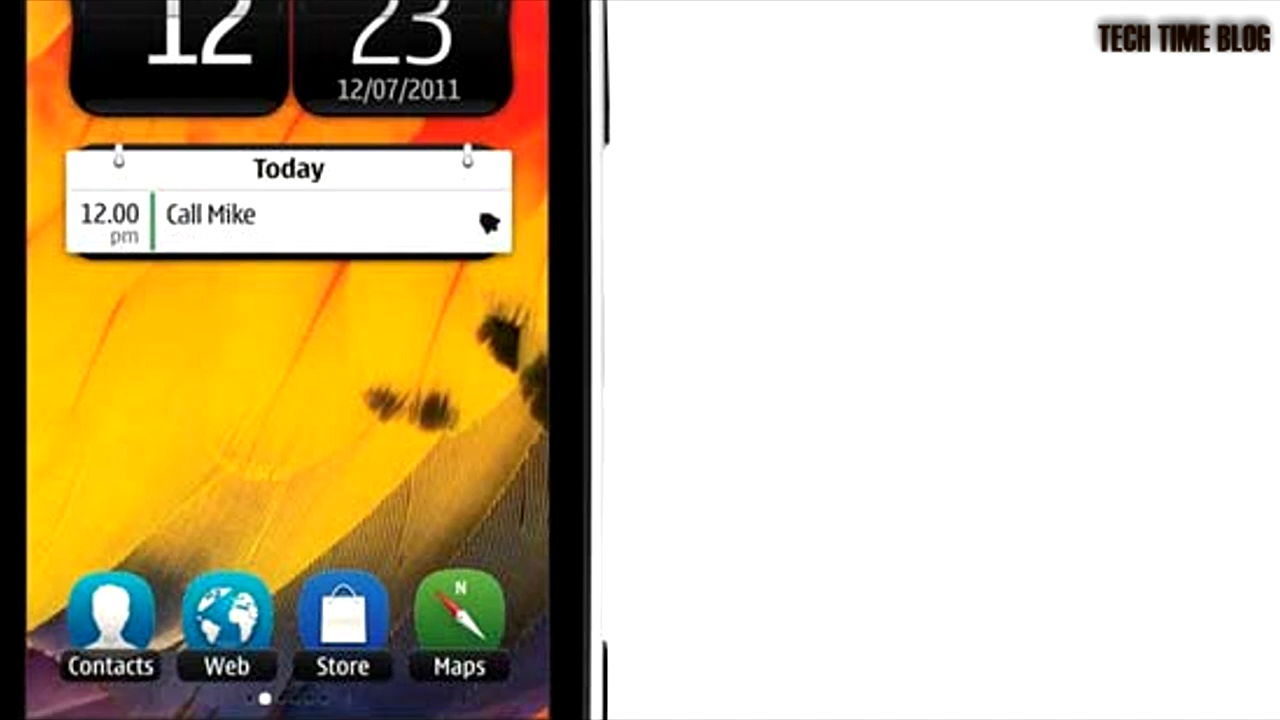 TECH TIME BLOG
12 23
12/07/2011
Today
12.00 Call Mike
pm
N
Contacts Web Store Maps